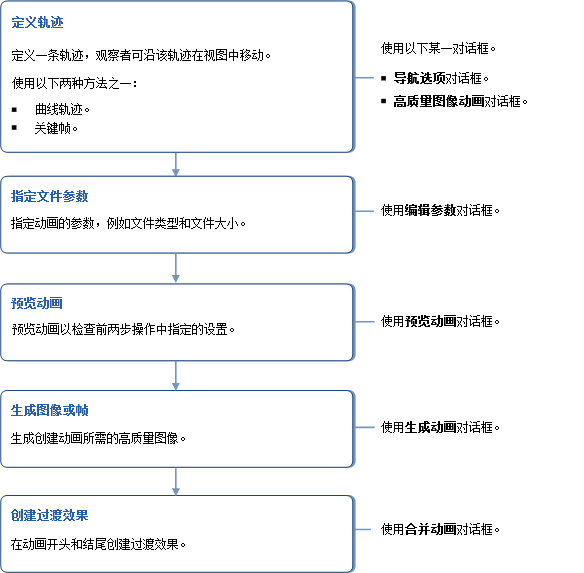 定义轨迹
定义一条轨迹，观察者可沿该轨迹在视图中移动。
使用以下两种方法之一：
▪ 曲线轨迹。
▪ 关键帧。
使用以下某一对话框。
▪ 导航选项对话框。
▪ 高质量图像动画对话框。
指定文件参数
指定动画的参数，例如文件类型和文件大小。
使用编辑参数对话框。
预览动画
预览动画以检查前两步操作中指定的设置。
使用预览动画对话框。
生成图像或帧
生成创建动画所需的高质量图像。
使用生成动画对话框。
创建过渡效果
在动画开头和结尾创建过渡效果。
使用合并动画对话框。